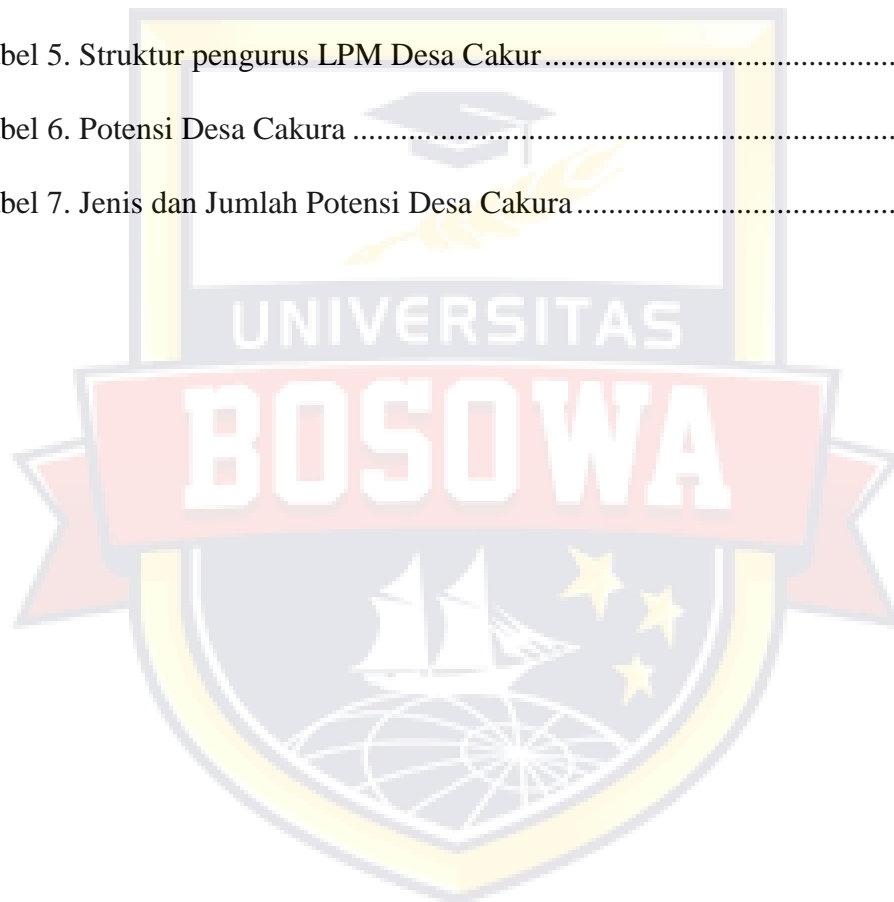 bel 5. Struktur pengurus LPM Desa Cakur....................................
bel 6. Potensi Desa Cakura ....................................................
bel 7. Jenis dan Jumlah Potensi Desa Cakura................................
UNIVERSITAS
BOSOWA